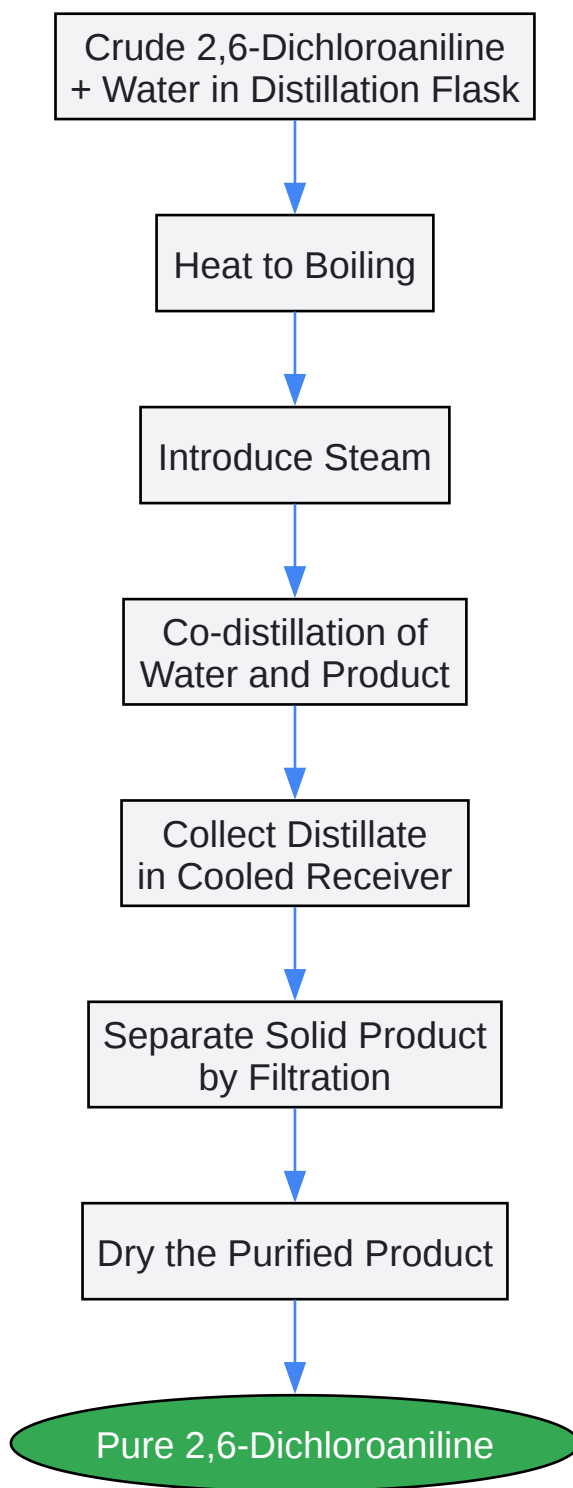 Crude 2,6-Dichloroaniline
+ Water in Distillation Flask
Heat to Boiling
Introduce Steam
Co-distillation of
Water and Product
Collect Distillate
in Cooled Receiver
Separate Solid Product
by Filtration
Dry the Purified Product
Pure 2,6-Dichloroaniline